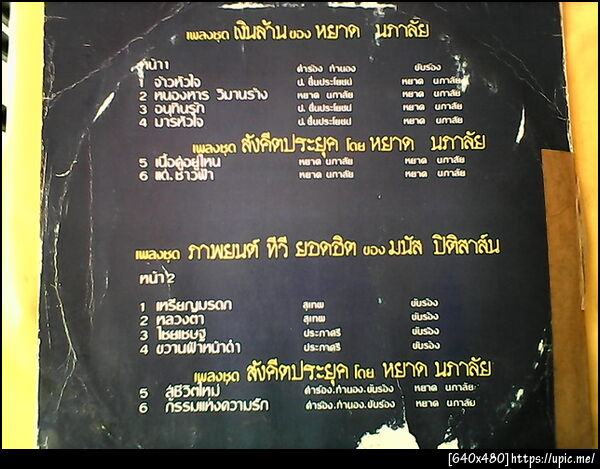 เพลงชุด เงินล้าน ของ หยาด นภาลัย
หน้า 1 คำร้อง ทำนอง ขับร้อง
1 จ้าวหัวใจ ป. ชื่นประโยชน์ หยาด นภาลัย
2 หนองหาร วิมานร้าง หยาด นภาลัย หยาด นภาลัย
3 อนุทินรัก ป. ชื่นประโยชน์ หยาด นภาลัย
4 มารหัวใจ ป. ชื่นประโยชน์ หยาด นภาลัย
เพลงชุด สังคีตประยุค โดย หยาด นภาลัย
5 เนื้อคู่อยู่ไหน หยาด นภาลัย หยาด นภาลัย
6 แด่.ชาวฟ้า หยาด นภาลัย หยาด นภาลัย
เพลงชุด ภาพยนต์ ทีวี ยอดฮิต ของ มนัส ปิติสาส์น
หน้า 2
1 เหรียญมรดก สุเทพ ขับร้อง
2 หลวงตา สุเทพ ขับร้อง
3 ไชยเชษฐ ประภาศรี ขับร้อง
4 ขวานฟ้าหน้าดำ ประภาศรี ขับร้อง
เพลงชุด สังคีตประยุค โดย หยาด นภาลัย
5 สู่ชีวิตใหม่ คำร้อง.ทำนอง.ขับร้อง หยาด นภาลัย
6 กรรมแห่งความรัก คำร้อง.ทำนอง.ขับร้อง หยาด นภาลัย
[640x480]https://upic.me/